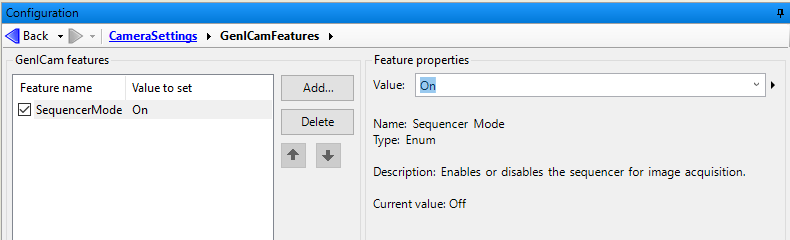 Configuration
Back CameraSettings GenICamFeatures
GenICam features
Feature name Value to set
SequencerMode On
Add...
Delete
Feature properties
Value: On
Name: Sequencer Mode
Type: Enum
Description: Enables or disables the sequencer for image acquisition.
Current value: Off